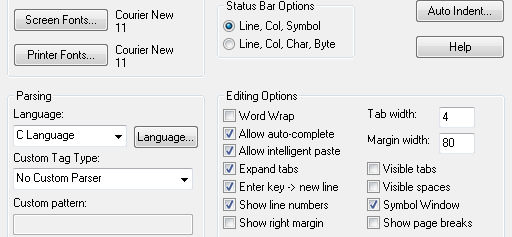 Screen Fonts...
Courier New
11
Printer Fonts...
Courier New
11
Status Bar Options
Line, Col, Symbol
Line, Col, Char, Byte
Auto Indent...
Help
Parsing
Language:
C Language
Language...
Custom Tag Type:
No Custom Parser
Custom pattern:
Editing Options
Word Wrap
Allow auto-complete
Allow intelligent paste
Expand tabs
Enter key -> new line
Show line numbers
Show right margin
Tab width: 4
Margin width: 80
Visible tabs
Visible spaces
Symbol Window
Show page breaks